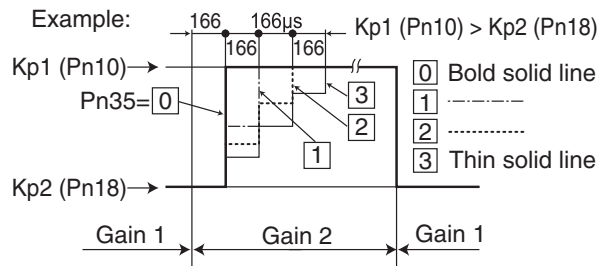 Example:
166 166µs
166 166
Kp1 (Pn10) > Kp2 (Pn18)
Kp1 (Pn10)
Pn35= 0
3
2
1
Kp2 (Pn18)
0 Bold solid line
1
2
3 Thin solid line
Gain 1 Gain 2 Gain 1